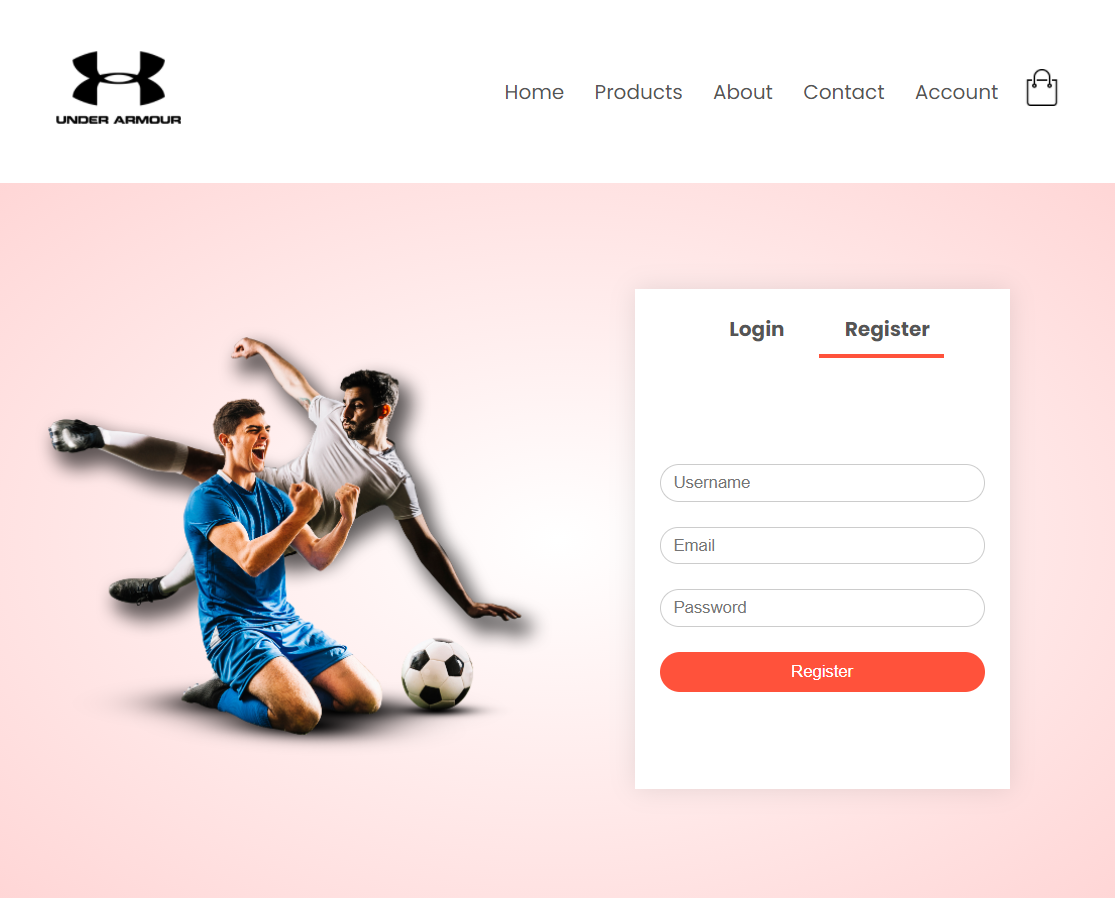 UNDER ARMOUR
Home Products About Contact Account
Login Register
Username
Email
Password
Register